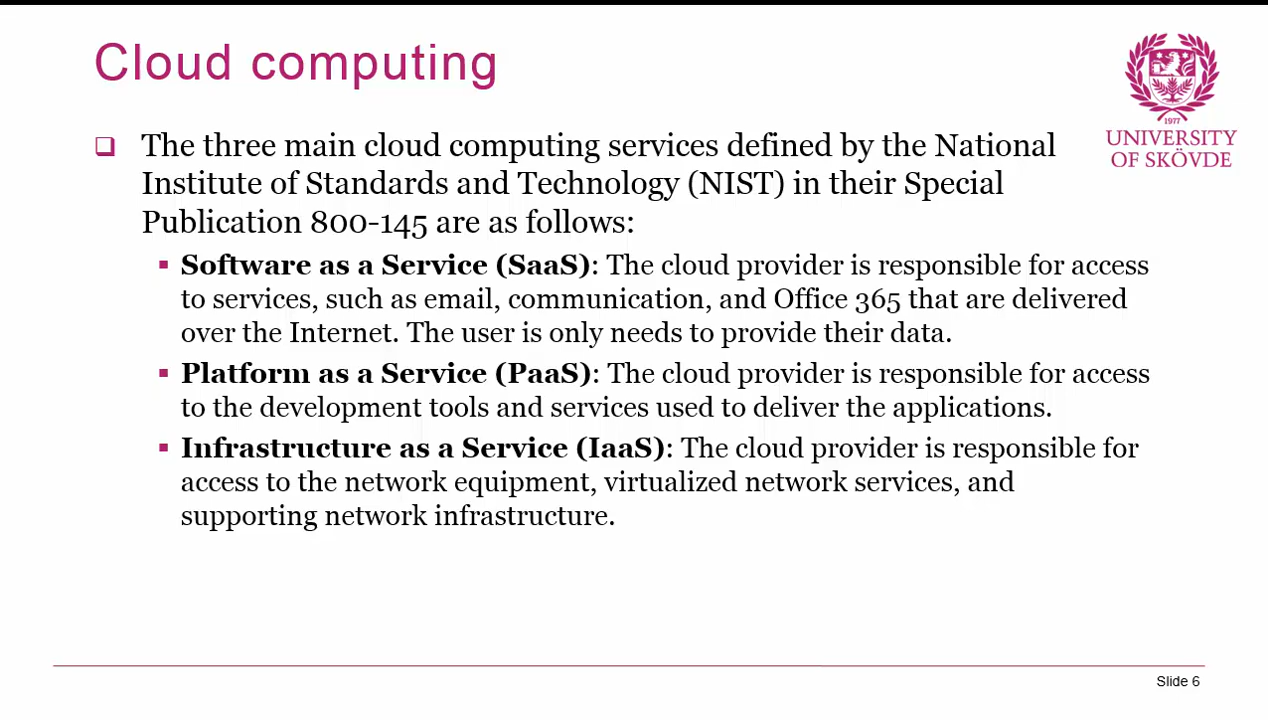 Cloud computing
1977
UNIVERSITY
OF SKÖVDE
❑ The three main cloud computing services defined by the National
Institute of Standards and Technology (NIST) in their Special
Publication 800-145 are as follows:
▪ Software as a Service (SaaS): The cloud provider is responsible for access
to services, such as email, communication, and Office 365 that are delivered
over the Internet. The user is only needs to provide their data.
▪ Platform as a Service (PaaS): The cloud provider is responsible for access
to the development tools and services used to deliver the applications.
▪ Infrastructure as a Service (IaaS): The cloud provider is responsible for
access to the network equipment, virtualized network services, and
supporting network infrastructure.
Slide 6